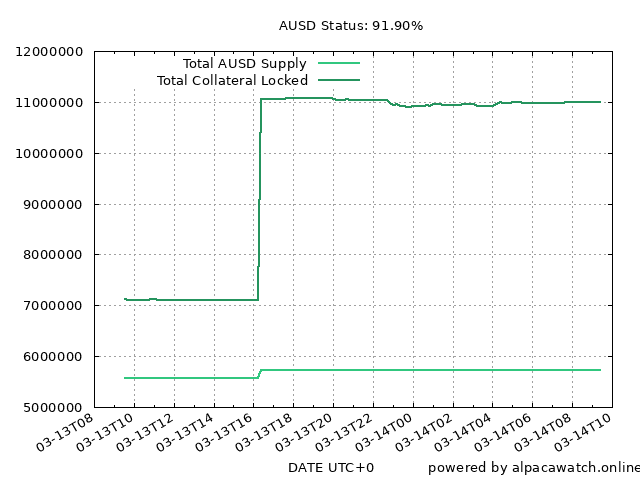 AUSD Status: 91.90%
12000000
Total AUSD Supply
Total Collateral Locked
11000000
10000000
9000000
8000000
7000000
6000000
5000000
03-13T08
03-13T10
03-13T12
03-13T14
03-13T16
03-13T18
03-13T20
03-13T22
03-14T00
03-14T02
03-14T04
03-14T06
03-14T08
03-14T10
DATE UTC+0
powered by alpacawatch.online